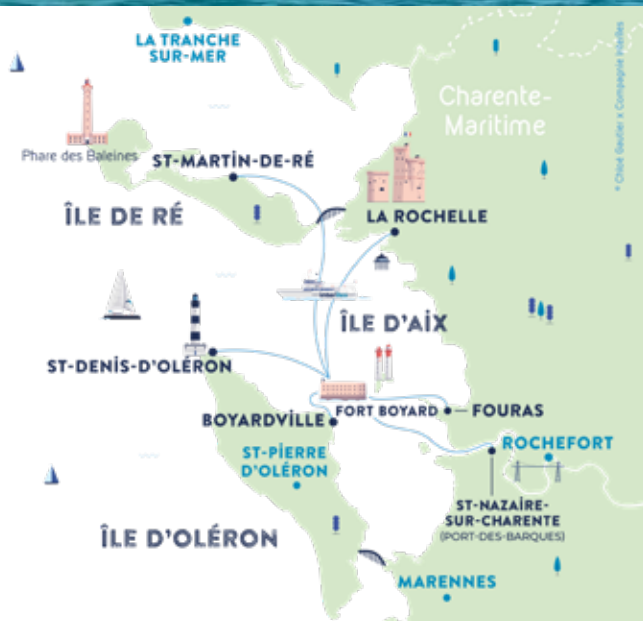 LA TRANCHE
SUR-MER
Charente-
Maritime
© Chloé Gautier x Compagnie Interîles
Phare des Baleines
ST-MARTIN-DE-RÉ
ÎLE DE RÉ
LA ROCHELLE
ÎLE D'AIX
ST-DENIS-D'OLÉRON
BOYARDVILLE
FORT BOYARD
FOURAS
ST-PIERRE
D'OLÉRON
ROCHEFORT
ST-NAZAIRE-
SUR-CHARENTE
(PORT-DES-BARQUES)
ÎLE D'OLÉRON
MARENNES